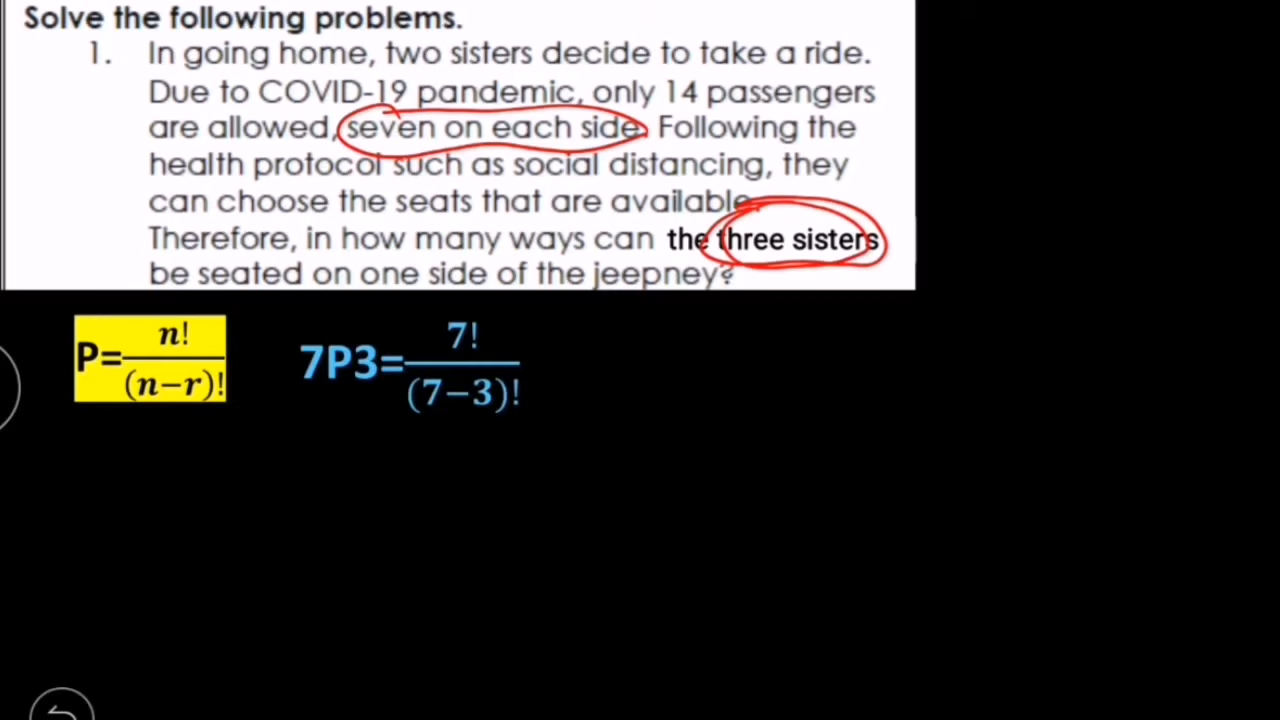 Solve the following problems.
1. In going home, two sisters decide to take a ride.
Due to COVID-19 pandemic, only 14 passengers
are allowed, seven on each side. Following the
health protocol such as social distancing, they
can choose the seats that are available.
Therefore, in how many ways can the three sisters
be seated on one side of the jeepney?
P= n! / (n−r)!
7P3= 7! / (7−3)!